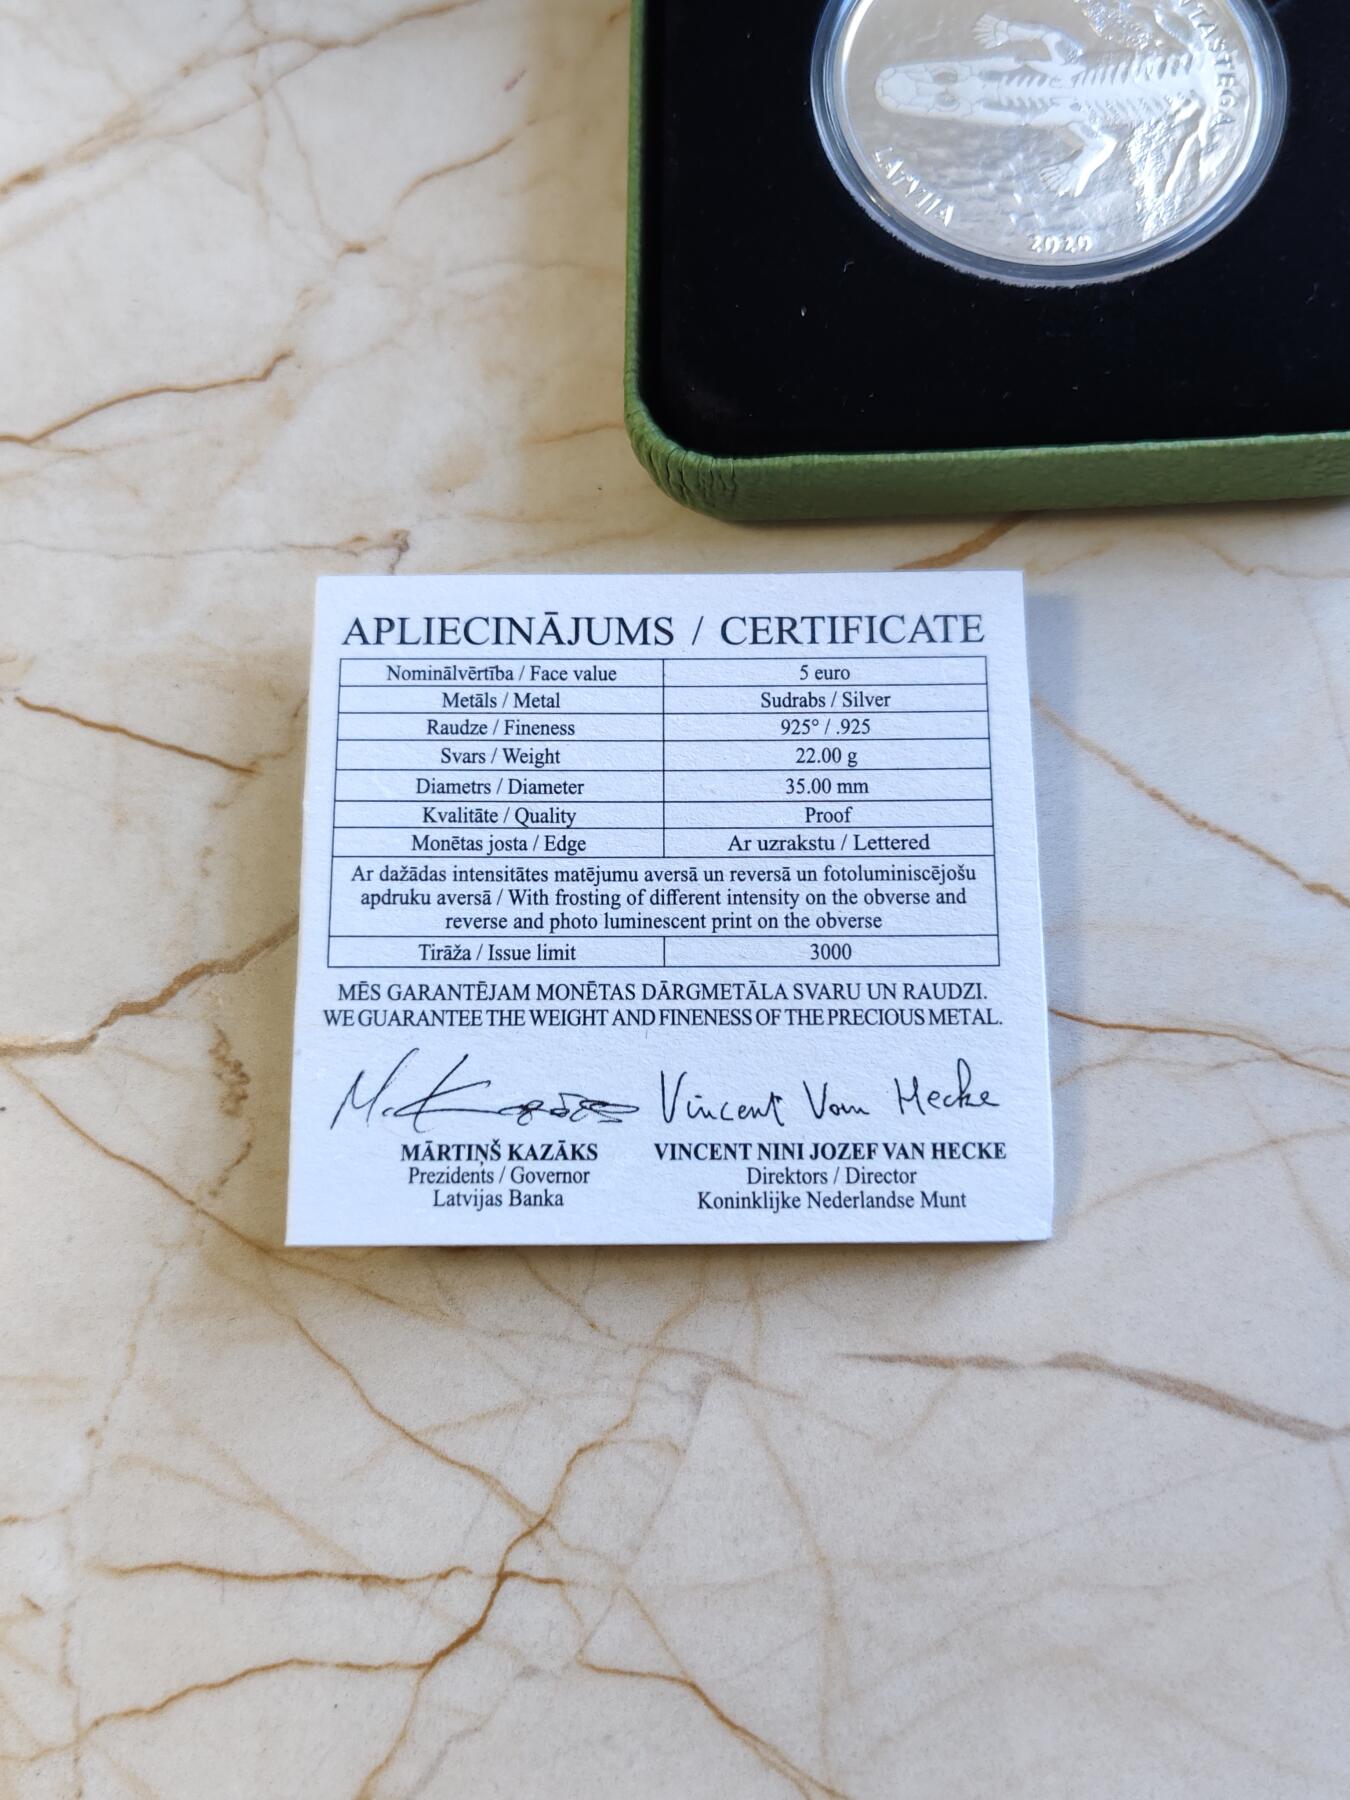 LATVIJA
2020
APLIECINĀJUMS / CERTIFICATE
Nominālvērtība / Face value 5 euro
Metāls / Metal Sudrabs / Silver
Raudze / Fineness 925° / .925
Svars / Weight 22.00 g
Diametrs / Diameter 35.00 mm
Kvalitāte / Quality Proof
Monētas josta / Edge Ar uzrakstu / Lettered
Ar dažādas intensitātes matējumu aversā un reversā un fotoluminiscējošu
apdruku aversā / With frosting of different intensity on the obverse and
reverse and photo luminescent print on the obverse
Tirāža / Issue limit 3000
MĒS GARANTĒJAM MONĒTAS DĀRGMETĀLA SVARU UN RAUDZI.
WE GUARANTEE THE WEIGHT AND FINENESS OF THE PRECIOUS METAL.
Vincent Van Hecke
MĀRTIŅŠ KAZĀKS VINCENT NINI JOZEF VAN HECKE
Prezidents / Governor Direktors / Director
Latvijas Banka Koninklijke Nederlandse Munt